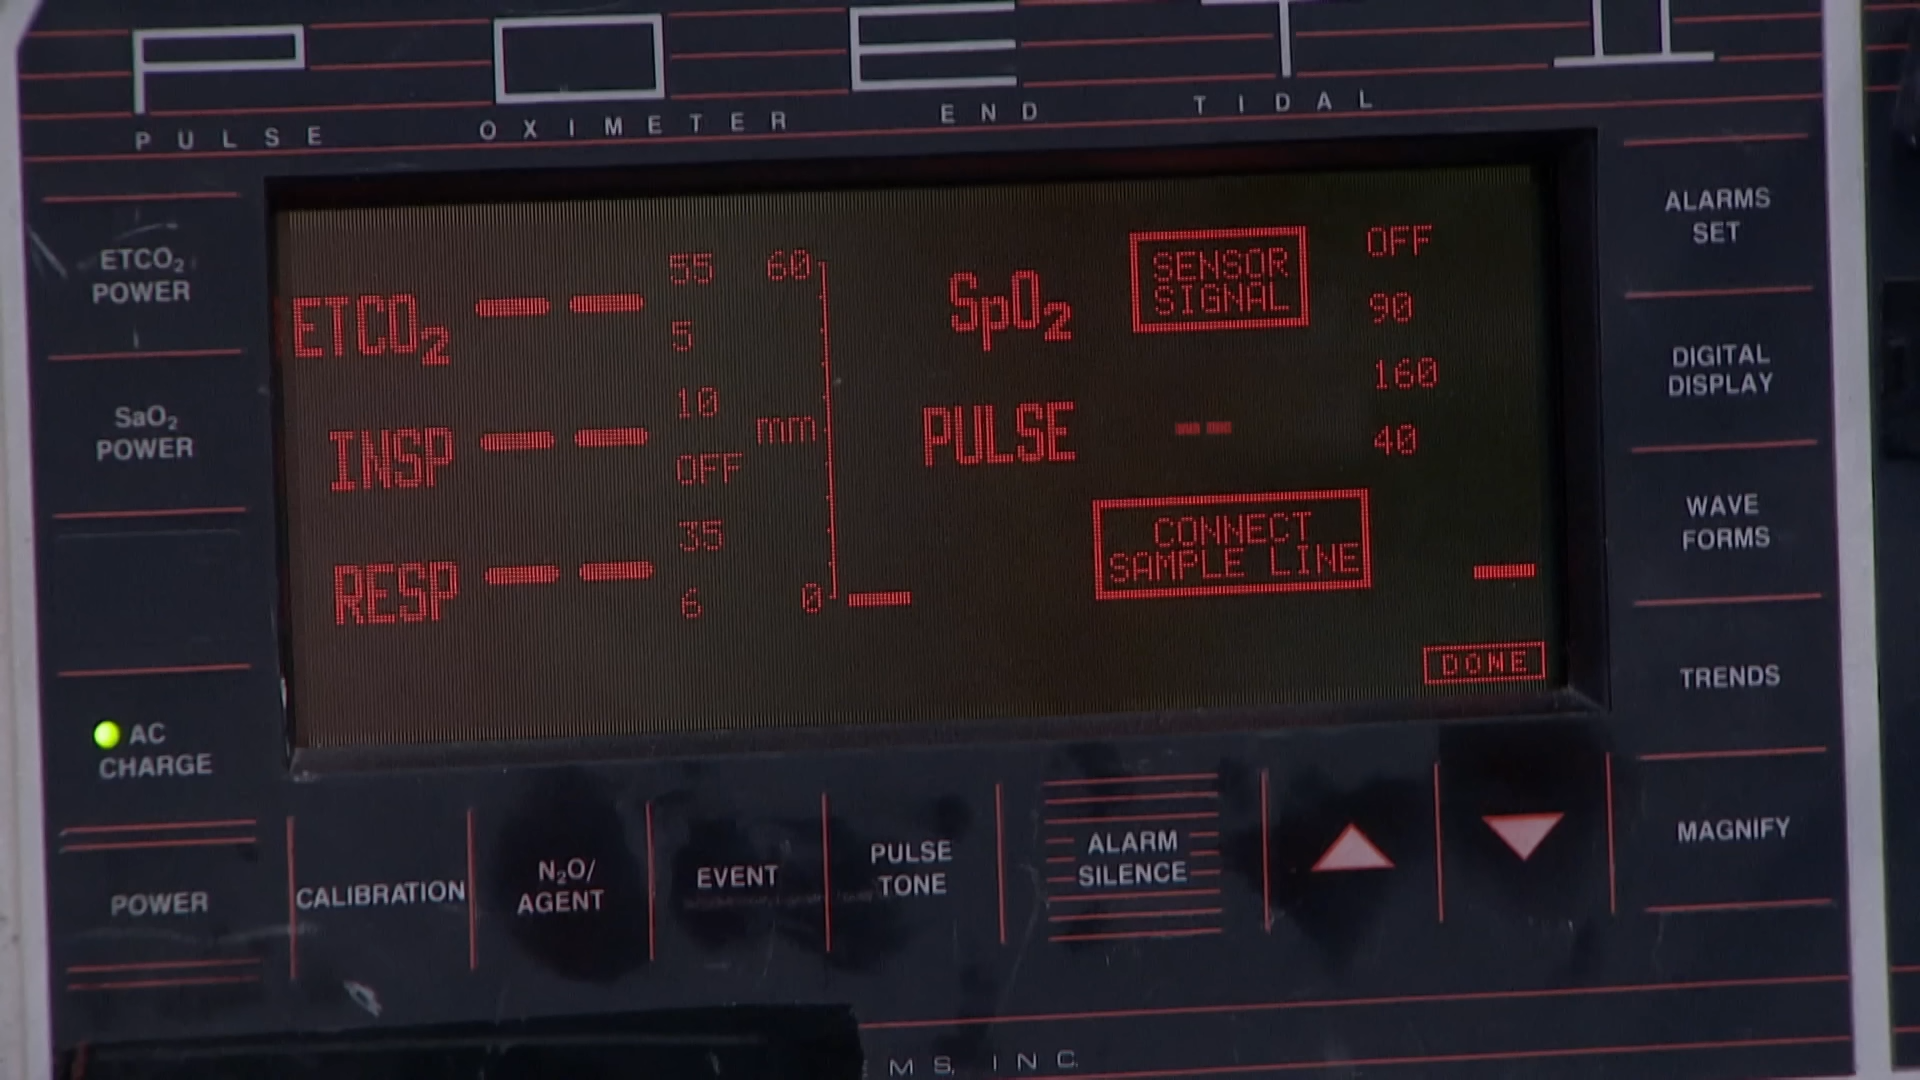 P O E T II
PULSE OXIMETER END TIDAL
ETCO₂ POWER
SaO₂ POWER
AC CHARGE
POWER
ETCO₂ -- --
55
5
INSP -- --
10
OFF
RESP -- --
35
6
60
mm
0
SpO₂
SENSOR
SIGNAL
OFF
90
PULSE --
160
40
CONNECT
SAMPLE LINE
DONE
ALARMS
SET
DIGITAL
DISPLAY
WAVE
FORMS
TRENDS
MAGNIFY
CALIBRATION
N₂O/
AGENT
EVENT
PULSE
TONE
ALARM
SILENCE
MS, INC.